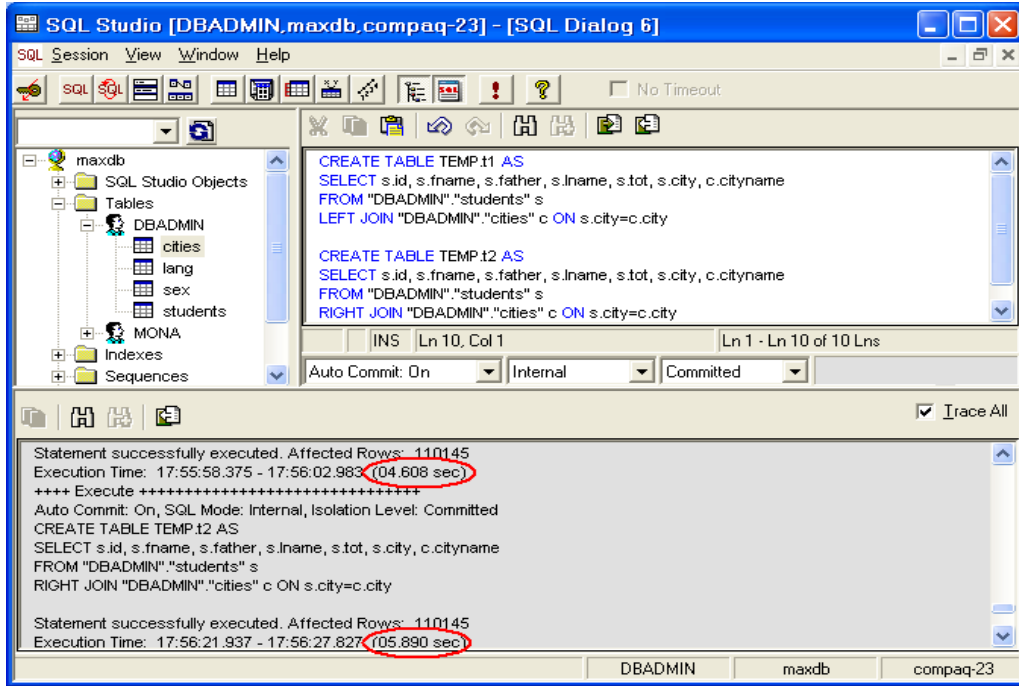 SQL Studio [DBADMIN,maxdb,compaq-23] - [SQL Dialog 6]
SQL Session View Window Help
SQL SQL
No Timeout
maxdb
SQL Studio Objects
Tables
DBADMIN
cities
lang
sex
students
MONA
Indexes
Sequences
CREATE TABLE TEMP.t1 AS
SELECT s.id, s.fname, s.father, s.lname, s.tot, s.city, c.cityname
FROM "DBADMIN"."students" s
LEFT JOIN "DBADMIN"."cities" c ON s.city=c.city
CREATE TABLE TEMP.t2 AS
SELECT s.id, s.fname, s.father, s.lname, s.tot, s.city, c.cityname
FROM "DBADMIN"."students" s
RIGHT JOIN "DBADMIN"."cities" c ON s.city=c.city
INS Ln 10, Col 1 Ln 1 - Ln 10 of 10 Lns
Auto Commit: On Internal Committed
Trace All
Statement successfully executed. Affected Rows: 110145
Execution Time: 17:55:58.375 - 17:56:02.983 (04.608 sec)
++++ Execute +++++++++++++++++++++++++++++++
Auto Commit: On, SQL Mode: Internal, Isolation Level: Committed
CREATE TABLE TEMP.t2 AS
SELECT s.id, s.fname, s.father, s.lname, s.tot, s.city, c.cityname
FROM "DBADMIN"."students" s
RIGHT JOIN "DBADMIN"."cities" c ON s.city=c.city
Statement successfully executed. Affected Rows: 110145
Execution Time: 17:56:21.937 - 17:56:27.827 (05.890 sec)
DBADMIN maxdb compaq-23